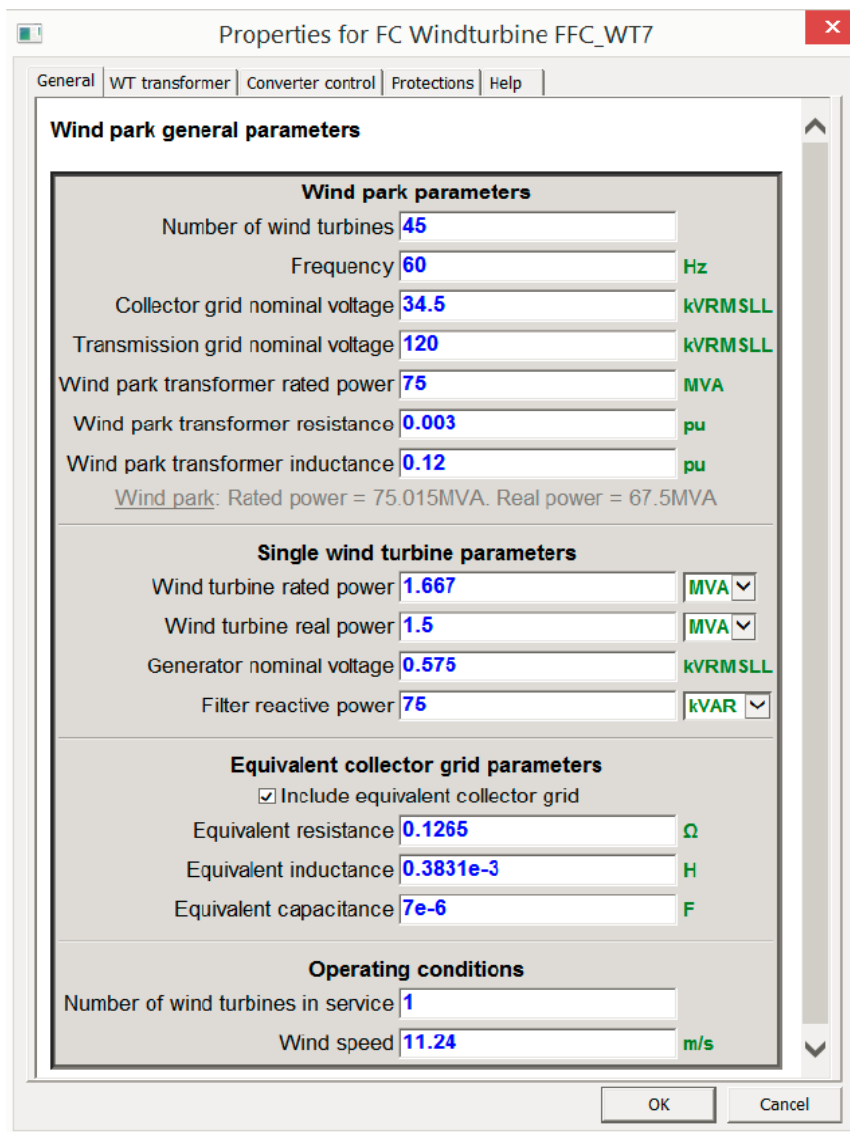 Properties for FC Windturbine FFC_WT7
General WT transformer Converter control Protections Help
Wind park general parameters
Wind park parameters
Number of wind turbines 45
Frequency 60 Hz
Collector grid nominal voltage 34.5 kVRMSLL
Transmission grid nominal voltage 120 kVRMSLL
Wind park transformer rated power 75 MVA
Wind park transformer resistance 0.003 pu
Wind park transformer inductance 0.12 pu
Wind park: Rated power = 75.015MVA. Real power = 67.5MVA
Single wind turbine parameters
Wind turbine rated power 1.667 MVA
Wind turbine real power 1.5 MVA
Generator nominal voltage 0.575 kVRMSLL
Filter reactive power 75 kVAR
Equivalent collector grid parameters
Include equivalent collector grid
Equivalent resistance 0.1265 Ω
Equivalent inductance 0.3831e-3 H
Equivalent capacitance 7e-6 F
Operating conditions
Number of wind turbines in service 1
Wind speed 11.24 m/s
OK Cancel